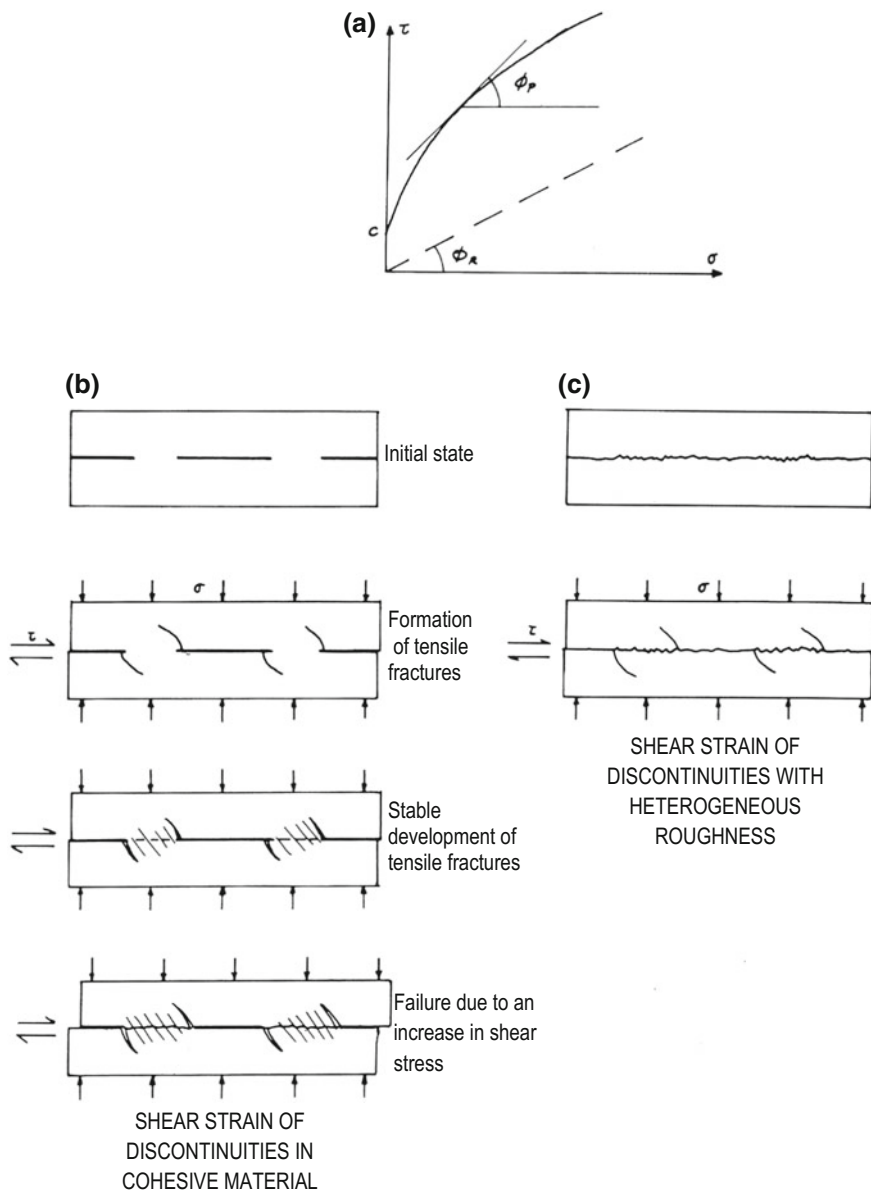 (a)
τ
ϕP
c
ϕR
σ
(b)
Initial state
σ
τ
Formation
of tensile
fractures
Stable
development of
tensile fractures
Failure due to an
increase in shear
stress
SHEAR STRAIN OF
DISCONTINUITIES IN
COHESIVE MATERIAL
(c)
σ
τ
SHEAR STRAIN OF
DISCONTINUITIES WITH
HETEROGENEOUS
ROUGHNESS